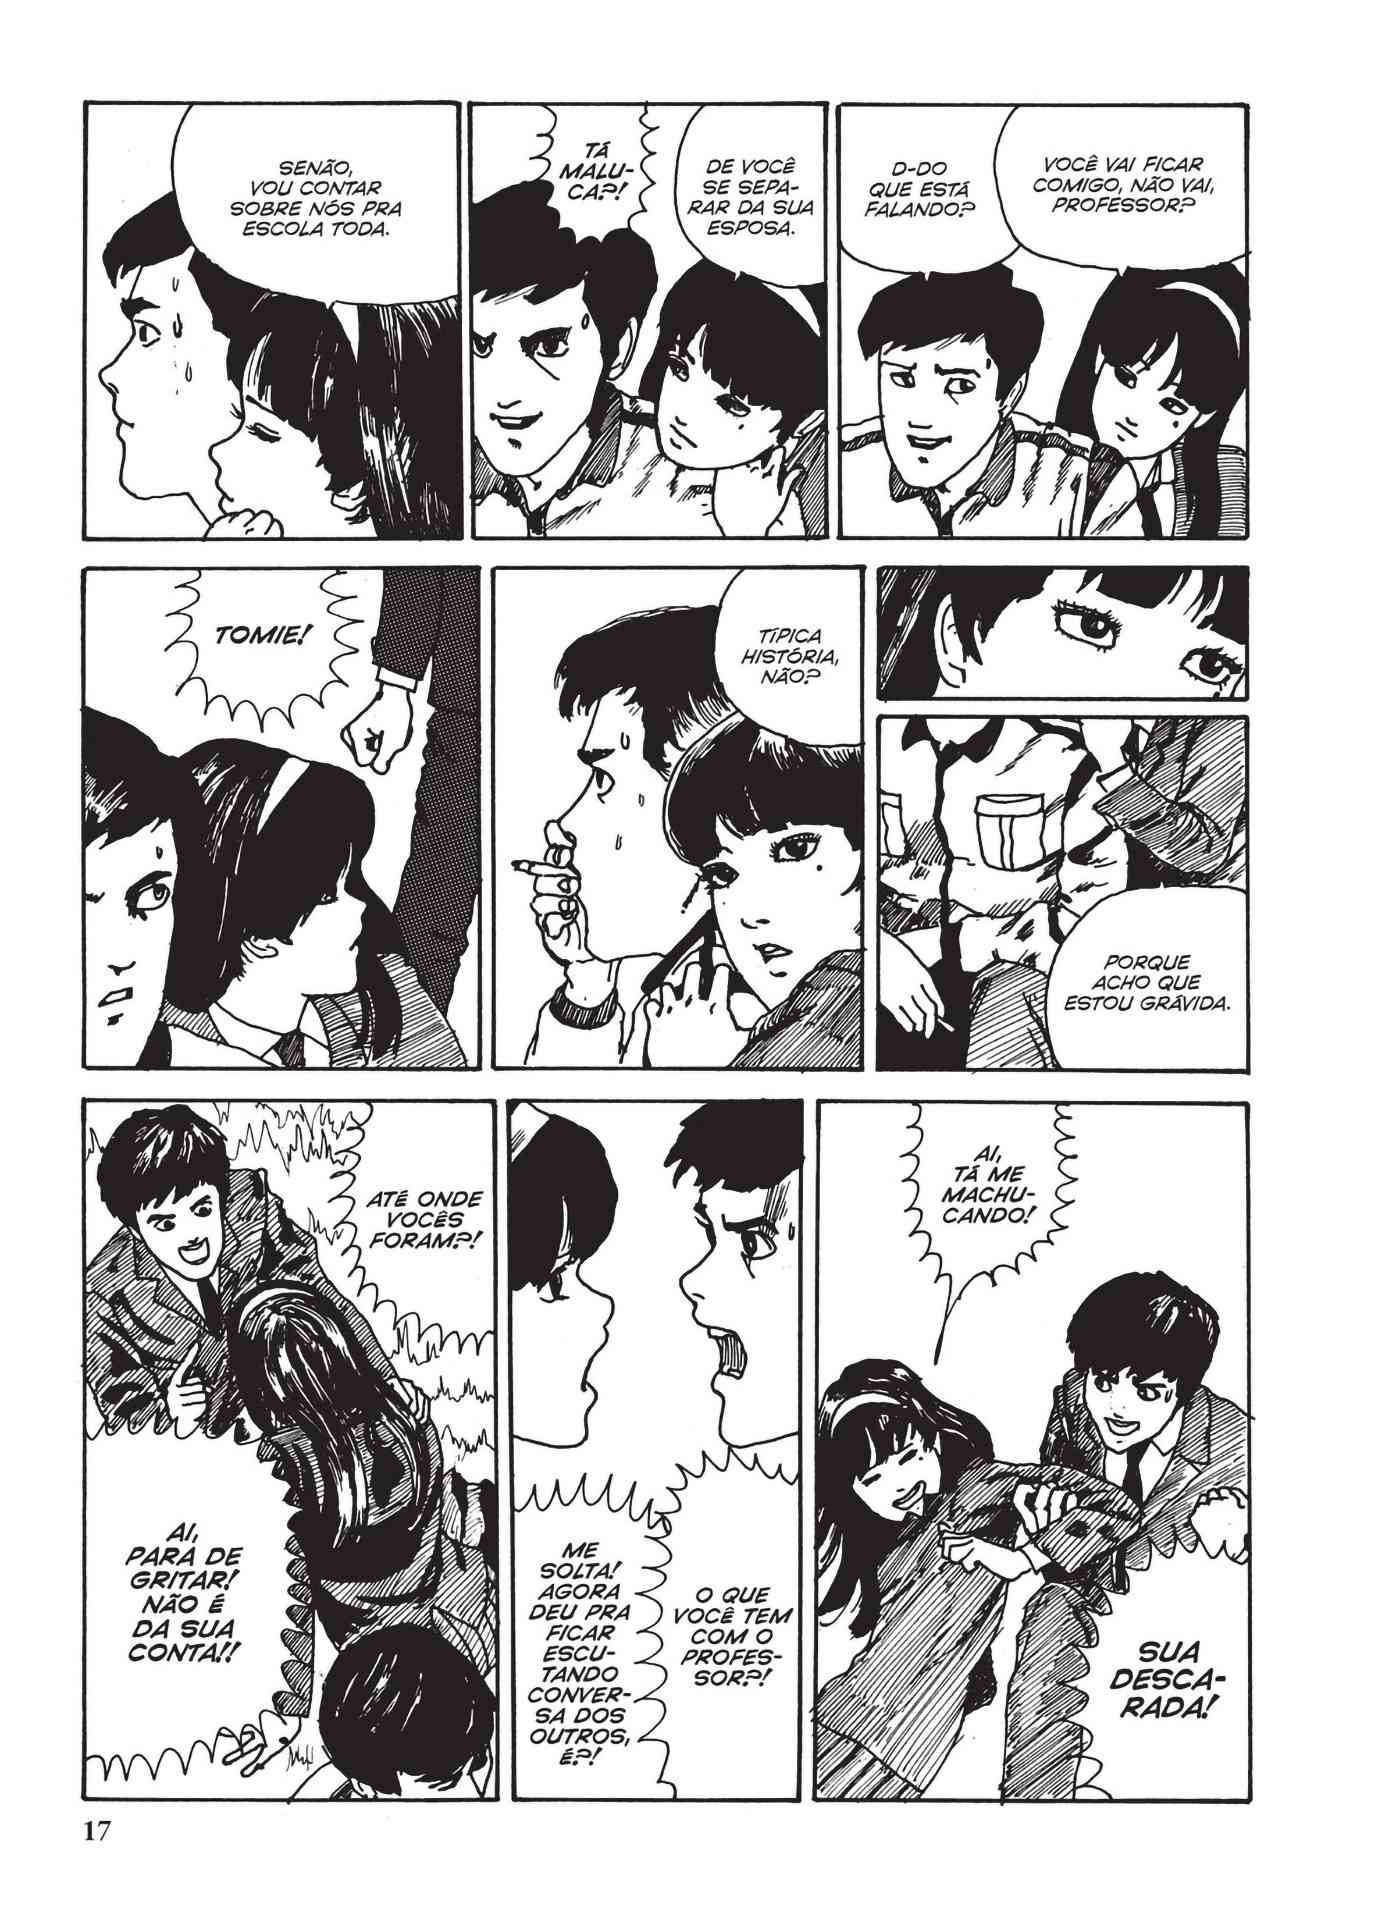 VOCÊ VAI FICAR
COMIGO, NÃO VAI,
PROFESSOR?
D-DO
QUE ESTÁ
FALANDO?
DE VOCÊ
SE SEPA-
RAR DA SUA
ESPOSA.
TÁ
MALU-
CA?!
SENÃO,
VOU CONTAR
SOBRE NÓS PRA
ESCOLA TODA.
PORQUE
ACHO QUE
ESTOU GRÁVIDA.
TÍPICA
HISTÓRIA,
NÃO?
TOMIE!
AI,
TÁ ME
MACHU-
CANDO!
SUA
DESCA-
RADA!
O QUE
VOCÊ TEM
COM O
PROFES-
SOR?!
ME
SOLTA!
AGORA
DEU PRA
FICAR
ESCU-
TANDO
CONVER-
SA DOS
OUTROS,
É?!
ATÉ ONDE
VOCÊS
FORAM?!
AI,
PARA DE
GRITAR!
NÃO É
DA SUA
CONTA!!
17